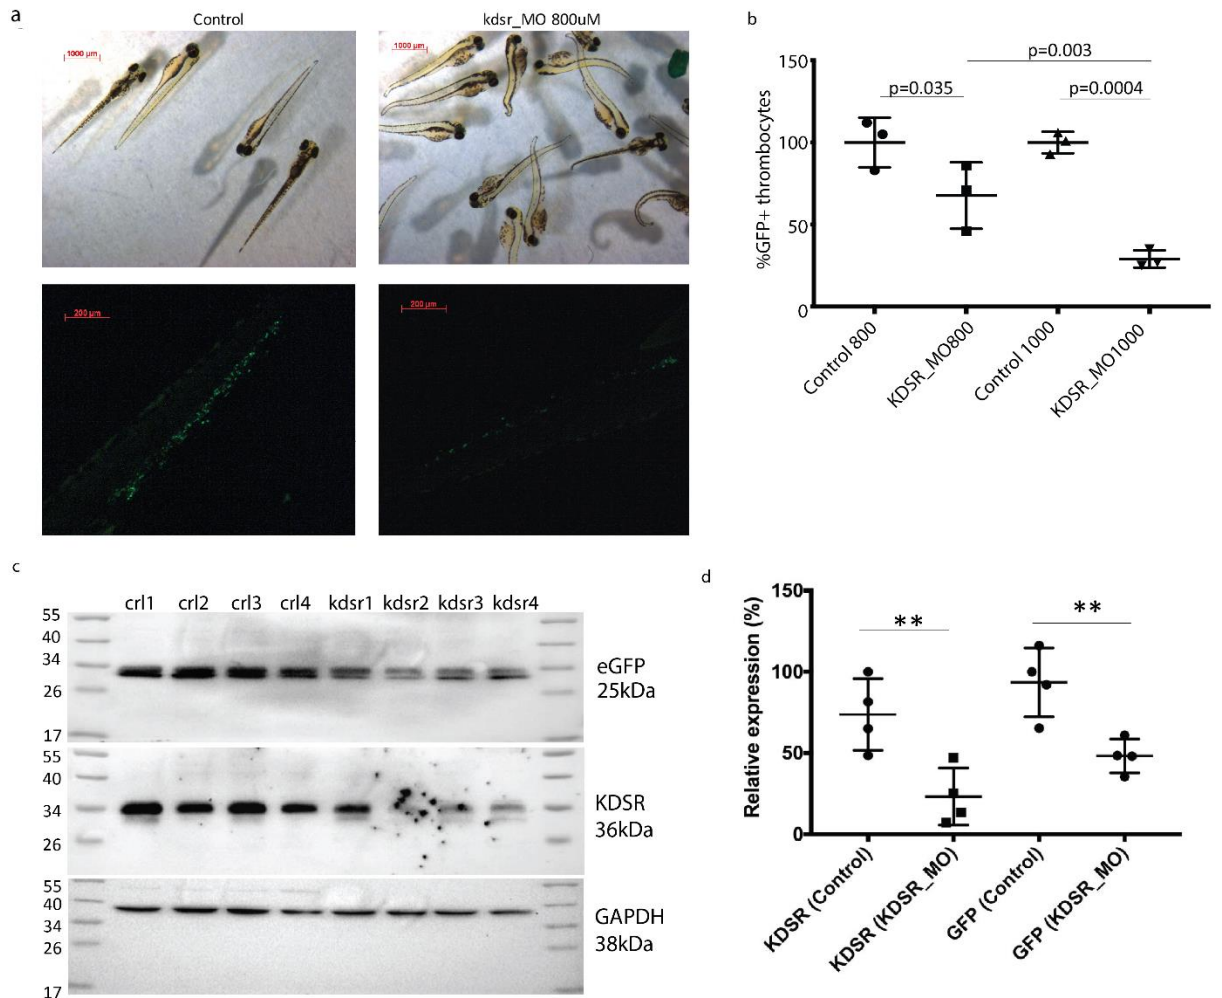 a
Control
kdsr_MO 800uM
1000 µm
1000 µm
200 µm
200 µm
b
%GFP+ thrombocytes
150
100
50
0
p=0.035
p=0.003
p=0.0004
Control 800
KDSR_MO800
Control 1000
KDSR_MO1000
c
crl1 crl2 crl3 crl4 kdsr1 kdsr2 kdsr3 kdsr4
55
40
34
26
17
eGFP
25kDa
55
40
34
26
KDSR
36kDa
55
40
34
26
17
GAPDH
38kDa
d
Relative expression (%)
150
100
50
0
**
**
KDSR (Control)
KDSR (KDSR_MO)
GFP (Control)
GFP (KDSR_MO)